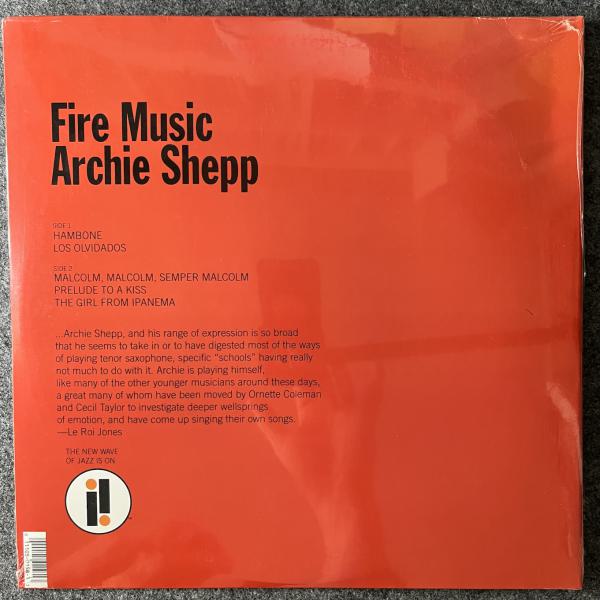 Fire Music
Archie Shepp
SIDE 1
HAMBONE
LOS OLVIDADOS
SIDE 2
MALCOLM, MALCOLM, SEMPER MALCOLM
PRELUDE TO A KISS
THE GIRL FROM IPANEMA
...Archie Shepp, and his range of expression is so broad
that he seems to take in or to have digested most of the ways
of playing tenor saxophone, specific “schools” having really
not much to do with it. Archie is playing himself,
like many of the other younger musicians around these days,
a great many of whom have been moved by Ornette Coleman
and Cecil Taylor to investigate deeper wellsprings
of emotion, and have come up singing their own songs.
—Le Roi Jones
THE NEW WAVE
OF JAZZ IS ON
i!